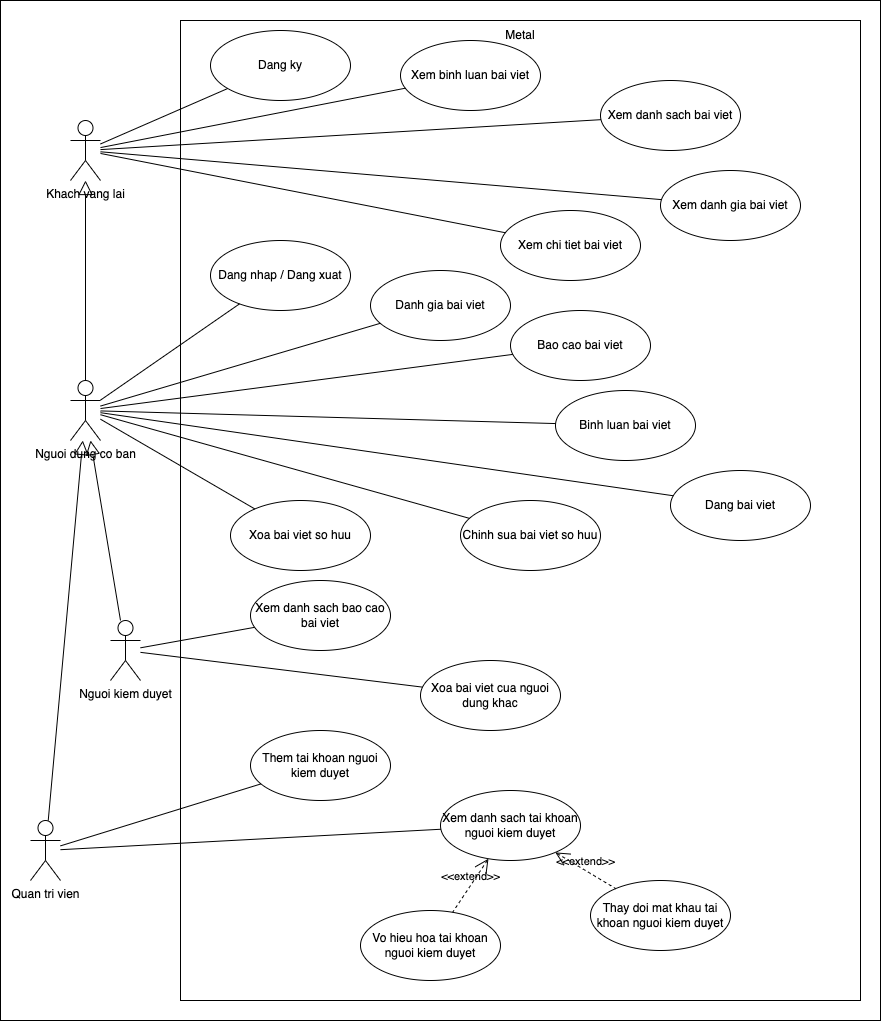 Metal
Dang ky
Xem binh luan bai viet
Xem danh sach bai viet
Khach vang lai
Xem danh gia bai viet
Xem chi tiet bai viet
Dang nhap / Dang xuat
Danh gia bai viet
Bao cao bai viet
Binh luan bai viet
Nguoi dung co ban
Dang bai viet
Xoa bai viet so huu
Chinh sua bai viet so huu
Xem danh sach bao cao
bai viet
Nguoi kiem duyet
Xoa bai viet cua nguoi
dung khac
Them tai khoan nguoi
kiem duyet
Xem danh sach tai khoan
nguoi kiem duyet
<<extend>>
<<extend>>
Quan tri vien
Thay doi mat khau tai
khoan nguoi kiem duyet
Vo hieu hoa tai khoan
nguoi kiem duyet